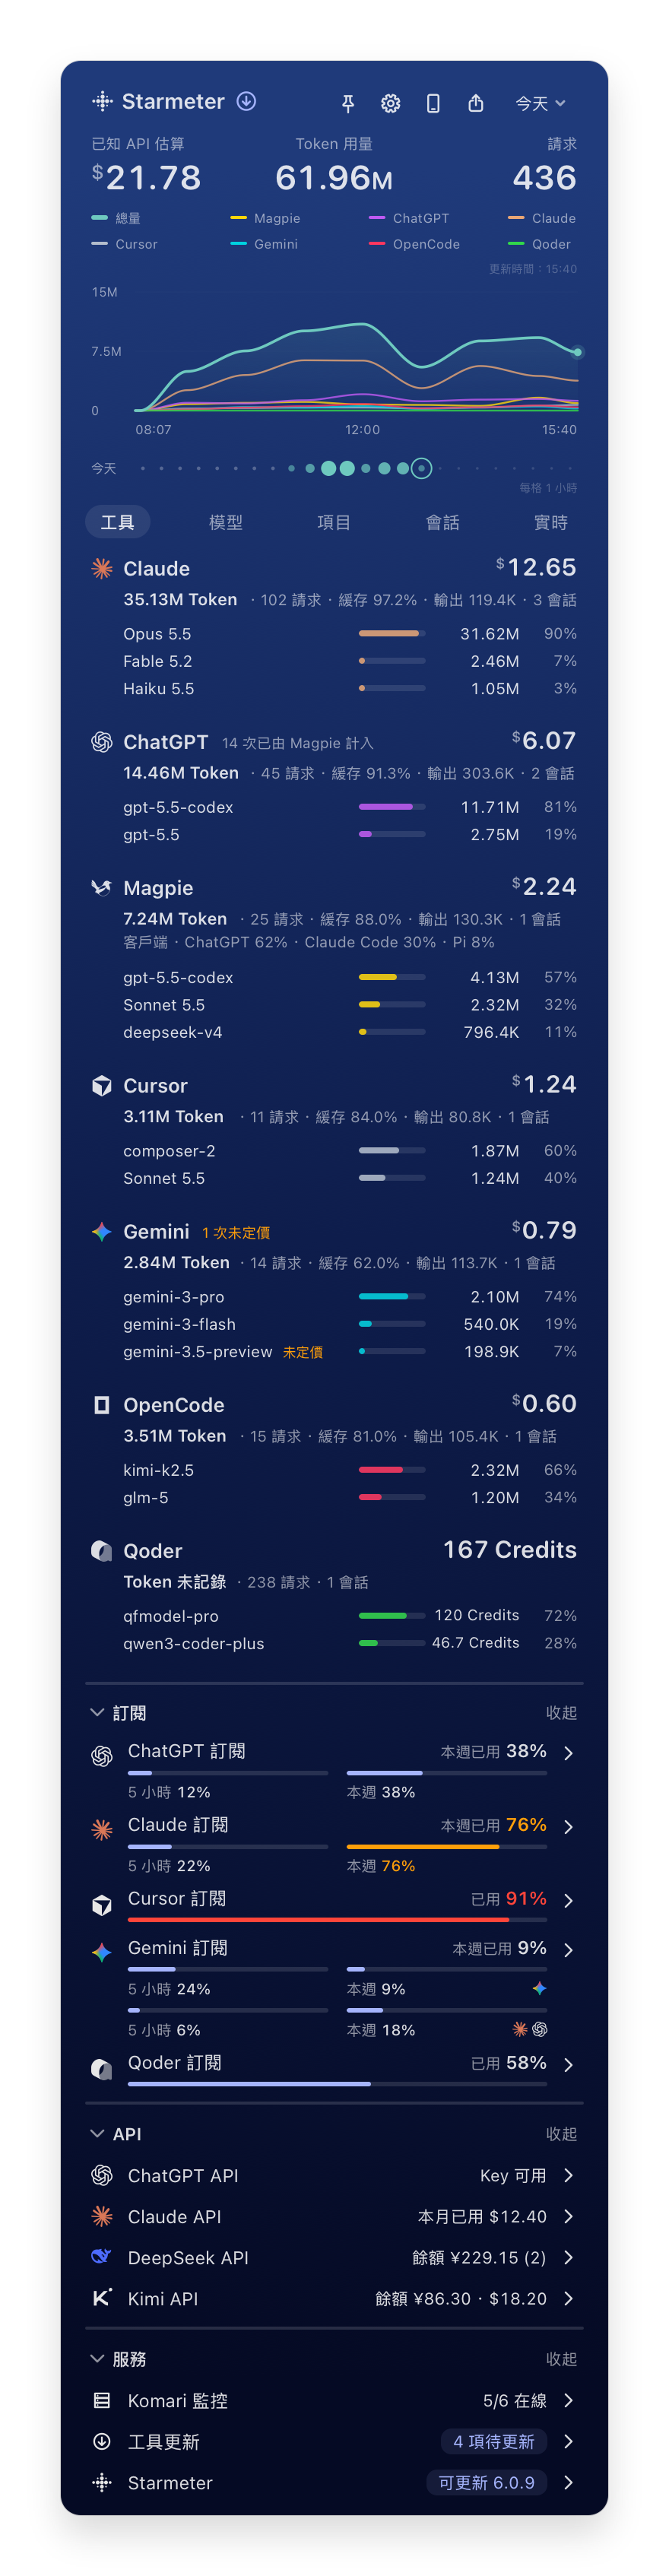 Starmeter 今天
已知 API 估算 Token 用量 請求
$21.78 61.96M 436
總量 Magpie ChatGPT Claude
Cursor Gemini OpenCode Qoder
更新時間：15:40
15M
7.5M
0
08:07 12:00 15:40
今天
每格 1 小時
工具 模型 項目 會話 實時
Claude $12.65
35.13M Token · 102 請求 · 緩存 97.2% · 輸出 119.4K · 3 會話
Opus 5.5 31.62M 90%
Fable 5.2 2.46M 7%
Haiku 5.5 1.05M 3%
ChatGPT 14 次已由 Magpie 計入 $6.07
14.46M Token · 45 請求 · 緩存 91.3% · 輸出 303.6K · 2 會話
gpt-5.5-codex 11.71M 81%
gpt-5.5 2.75M 19%
Magpie $2.24
7.24M Token · 25 請求 · 緩存 88.0% · 輸出 130.3K · 1 會話
客戶端 · ChatGPT 62% · Claude Code 30% · Pi 8%
gpt-5.5-codex 4.13M 57%
Sonnet 5.5 2.32M 32%
deepseek-v4 796.4K 11%
Cursor $1.24
3.11M Token · 11 請求 · 緩存 84.0% · 輸出 80.8K · 1 會話
composer-2 1.87M 60%
Sonnet 5.5 1.24M 40%
Gemini 1 次未定價 $0.79
2.84M Token · 14 請求 · 緩存 62.0% · 輸出 113.7K · 1 會話
gemini-3-pro 2.10M 74%
gemini-3-flash 540.0K 19%
gemini-3.5-preview 未定價 198.9K 7%
OpenCode $0.60
3.51M Token · 15 請求 · 緩存 81.0% · 輸出 105.4K · 1 會話
kimi-k2.5 2.32M 66%
glm-5 1.20M 34%
Qoder 167 Credits
Token 未記錄 · 238 請求 · 1 會話
qfmodel-pro 120 Credits 72%
qwen3-coder-plus 46.7 Credits 28%
訂閱 收起
ChatGPT 訂閱 本週已用 38%
5 小時 12% 本週 38%
Claude 訂閱 本週已用 76%
5 小時 22% 本週 76%
Cursor 訂閱 已用 91%
Gemini 訂閱 本週已用 9%
5 小時 24% 本週 9%
5 小時 6% 本週 18%
Qoder 訂閱 已用 58%
API 收起
ChatGPT API Key 可用
Claude API 本月已用 $12.40
DeepSeek API 餘額 ¥229.15 (2)
Kimi API 餘額 ¥86.30 · $18.20
服務 收起
Komari 監控 5/6 在線
工具更新 4 項待更新
Starmeter 可更新 6.0.9